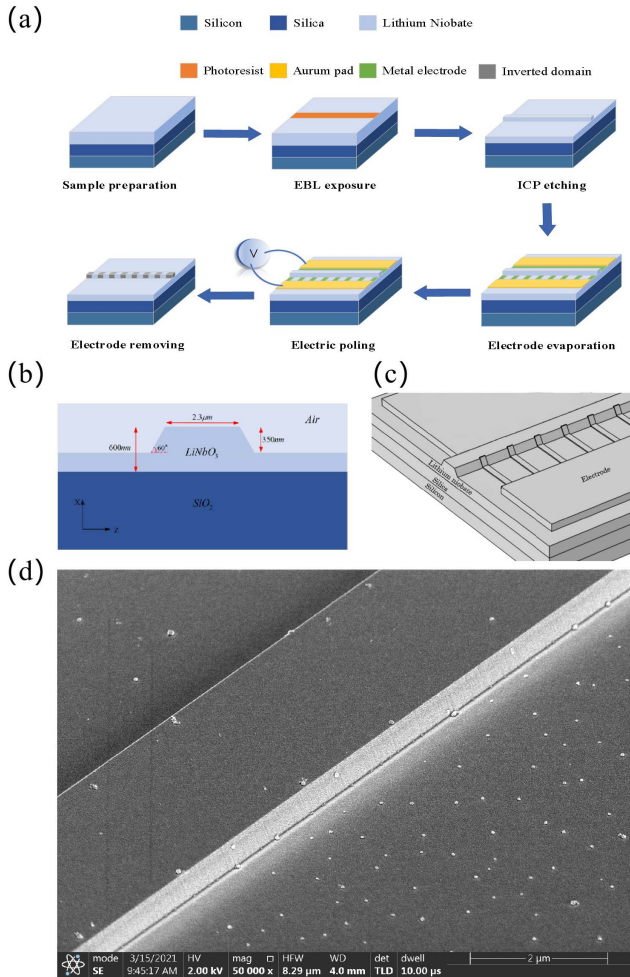 (a)
Silicon Silica Lithium Niobate
Photoresist Aurum pad Metal electrode Inverted domain
Sample preparation EBL exposure ICP etching
V
Electrode removing Electric poling Electrode evaporation
(b)
2.3μm
Air
600nm 60° 350nm
LiNbO₃
SiO₂
X
Z
(c)
Lithium niobate
Silica
Silicon
Electrode
(d)
mode 3/15/2021 HV mag HFW WD det dwell
SE 9:45:17 AM 2.00 kV 50 000 x 8.29 μm 4.0 mm TLD 10.00 μs
2 μm